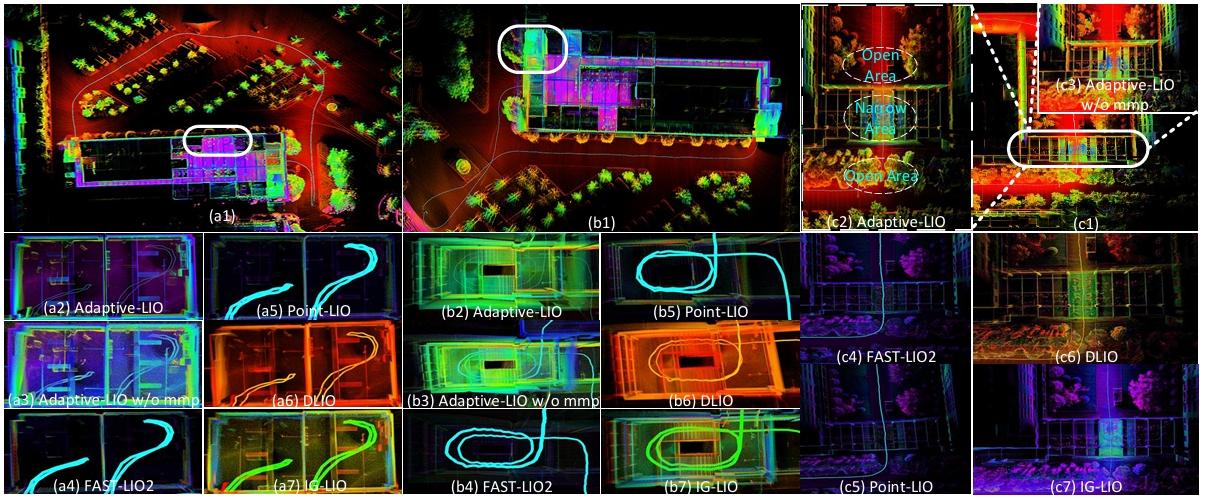 (a1)
(b1)
Open
Area
Narrow
Area
Open Area
(c2) Adaptive-LIO
(c3) Adaptive-LIO
w/o mmp
(c1)
(a2) Adaptive-LIO
(a5) Point-LIO
(b2) Adaptive-LIO
(b5) Point-LIO
(c4) FAST-LIO2
(c6) DLIO
(a3) Adaptive-LIO w/o mmp
(a6) DLIO
(b3) Adaptive-LIO w/o mmp
(b6) DLIO
(a4) FAST-LIO2
(a7) IG-LIO
(b4) FAST-LIO2
(b7) IG-LIO
(c5) Point-LIO
(c7) IG-LIO